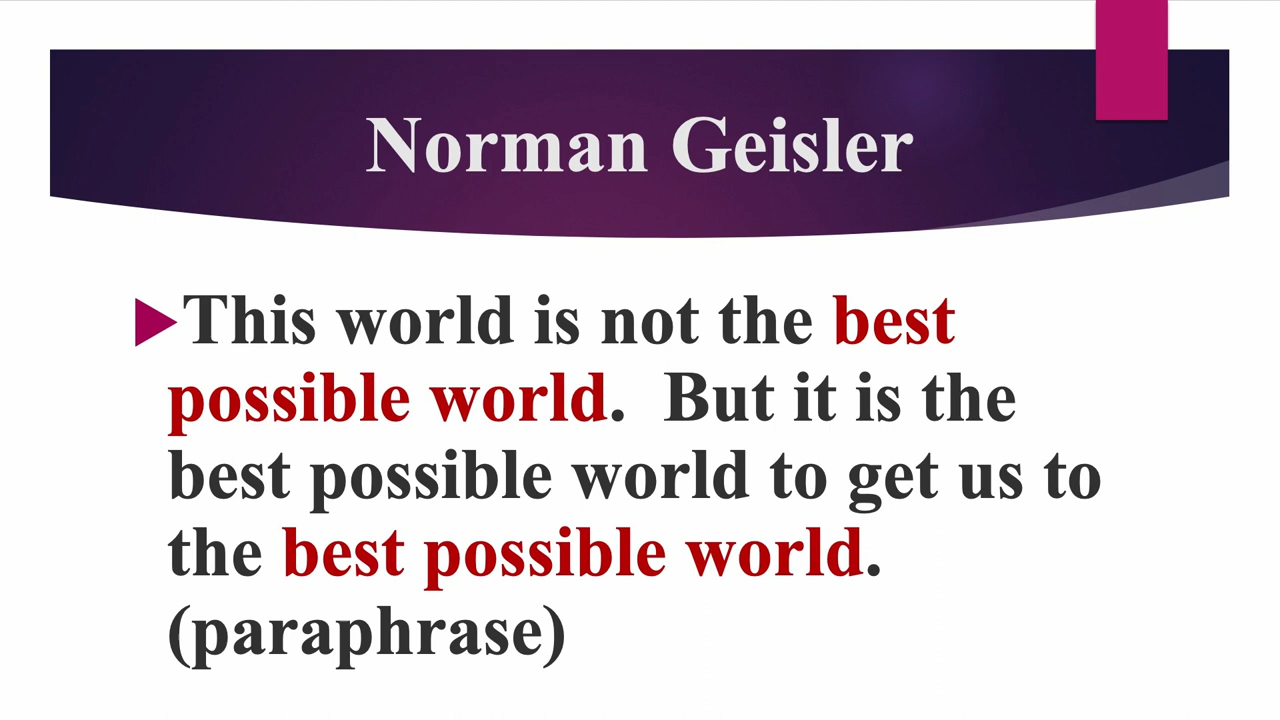 Norman Geisler
This world is not the best
possible world.  But it is the
best possible world to get us to
the best possible world.
(paraphrase)